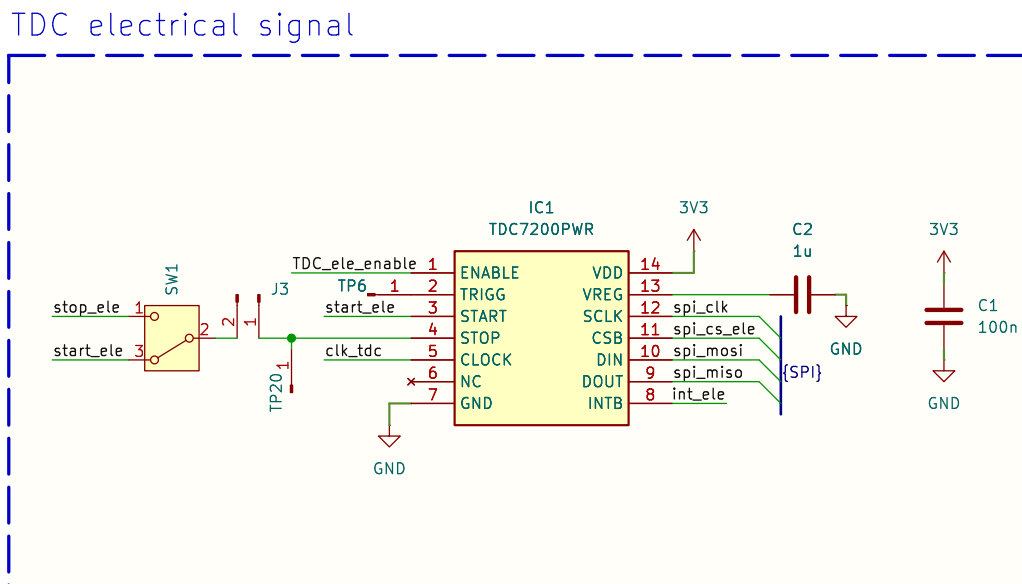 TDC electrical signal
IC1
TDC7200PWR
3V3
C2
1u
3V3
C1
100n
GND
GND
SW1
stop_ele
1
start_ele
3
2
J3
2
1
TP20
1
TDC_ele_enable
1
ENABLE
TP6
1
2
TRIGG
start_ele
3
START
4
STOP
clk_tdc
5
CLOCK
6
NC
7
GND
GND
VDD
14
VREG
13
SCLK
12
spi_clk
CSB
11
spi_cs_ele
DIN
10
spi_mosi
DOUT
9
spi_miso
INTB
8
int_ele
{SPI}